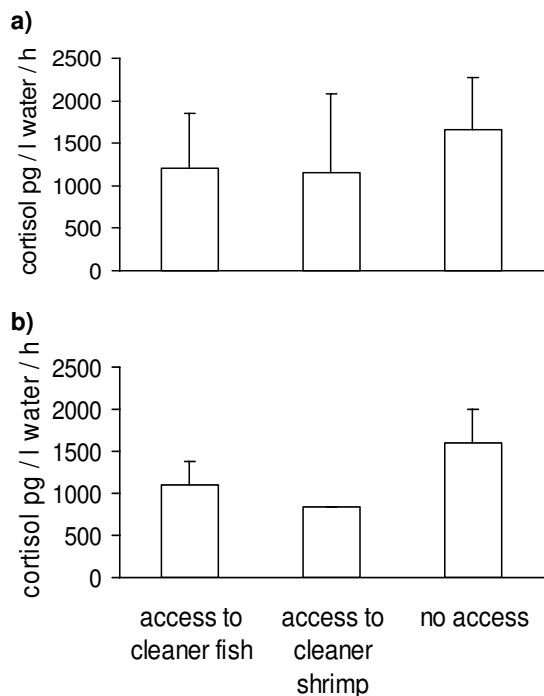 a)
cortisol pg / l water / h
2500
2000
1500
1000
500
0
b)
cortisol pg / l water / h
2500
2000
1500
1000
500
0
access to
cleaner fish
access to
cleaner
shrimp
no access